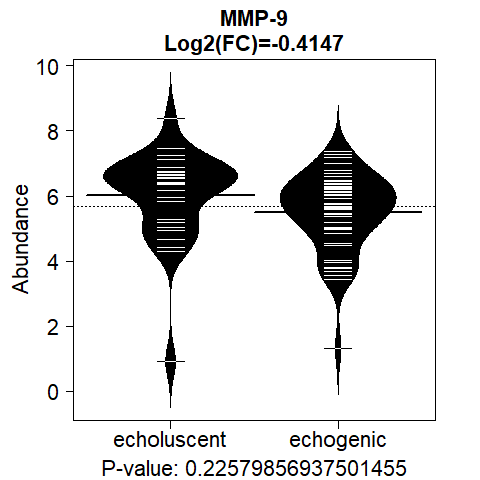 MMP-9
Log2(FC)=-0.4147
10
8
6
4
2
0
Abundance
echoluscent echogenic
P-value: 0.22579856937501455